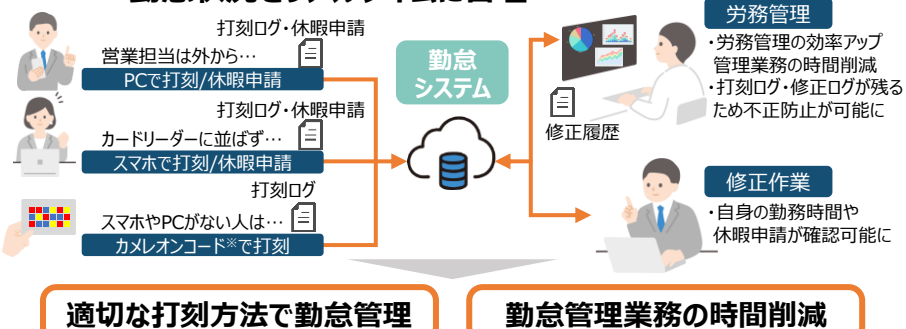 打刻ログ・休暇申請
営業担当は外から…
PCで打刻/休暇申請
打刻ログ・休暇申請
カードリーダーに並ばず…
スマホで打刻/休暇申請
打刻ログ
スマホやPCがない人は…
カメレオンコード※で打刻
勤怠
システム
修正履歴
労務管理
・労務管理の効率アップ
管理業務の時間削減
・打刻ログ・修正ログが残る
ため不正防止が可能に
修正作業
・自身の勤務時間や
休暇申請が確認可能に
適切な打刻方法で勤怠管理
勤怠管理業務の時間削減